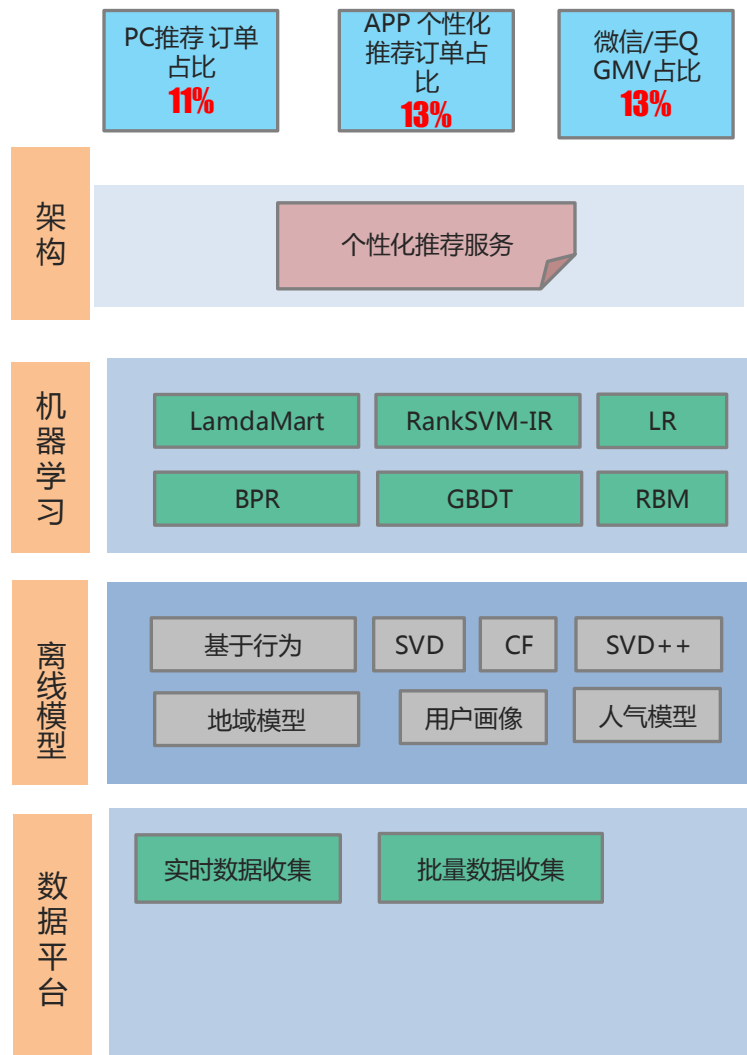 PC推荐 订单
占比
11%
APP 个性化
推荐订单占
比
13%
微信/手Q
GMV占比
13%
架构
个性化推荐服务
机器学习
LamdaMart
RankSVM-IR
LR
BPR
GBDT
RBM
离线模型
基于行为
SVD
CF
SVD++
地域模型
用户画像
人气模型
数据平台
实时数据收集
批量数据收集